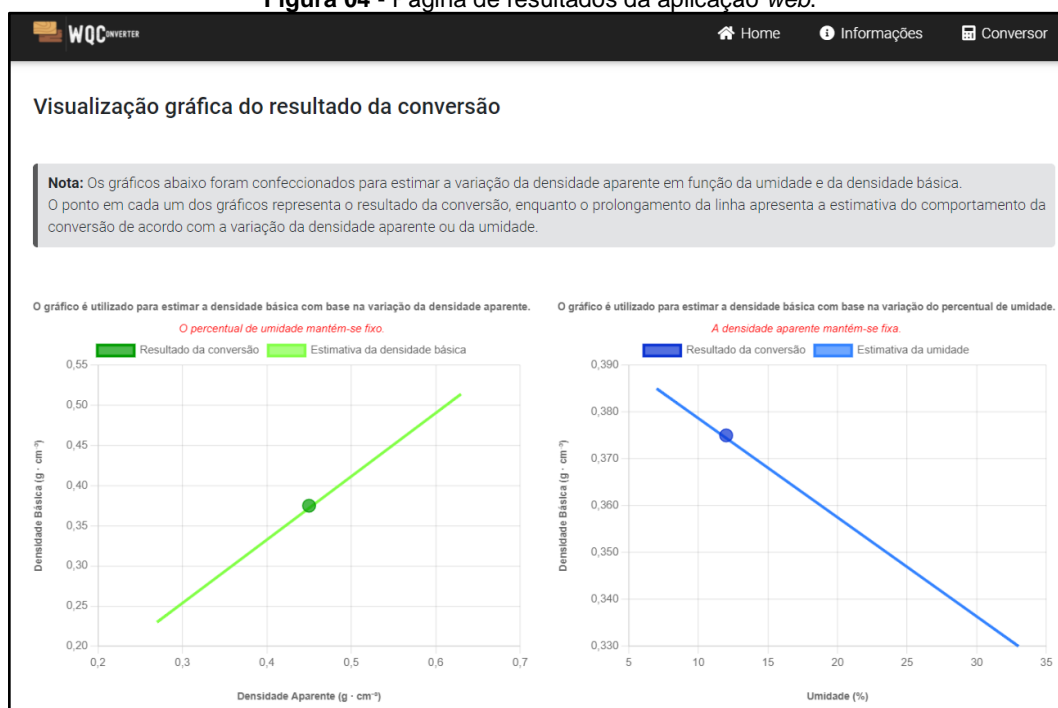 Figura 04 - Página de resultados da aplicação web.
WQCONVERTER
Home
Informações
Conversor
Visualização gráfica do resultado da conversão
Nota: Os gráficos abaixo foram confeccionados para estimar a variação da densidade aparente em função da umidade e da densidade básica.
O ponto em cada um dos gráficos representa o resultado da conversão, enquanto o prolongamento da linha apresenta a estimativa do comportamento da
conversão de acordo com a variação da densidade aparente ou da umidade.
O gráfico é utilizado para estimar a densidade básica com base na variação da densidade aparente.
O percentual de umidade mantém-se fixo.
Resultado da conversão
Estimativa da densidade básica
0,55
0,50
0,45
0,40
0,35
0,30
0,25
0,20
Densidade Básica (g · cm⁻³)
0,2
0,3
0,4
0,5
0,6
0,7
Densidade Aparente (g · cm⁻³)
O gráfico é utilizado para estimar a densidade básica com base na variação do percentual de umidade.
A densidade aparente mantém-se fixa.
Resultado da conversão
Estimativa da umidade
0,390
0,380
0,370
0,360
0,350
0,340
0,330
Densidade Básica (g · cm⁻³)
5
10
15
20
25
30
35
Umidade (%)